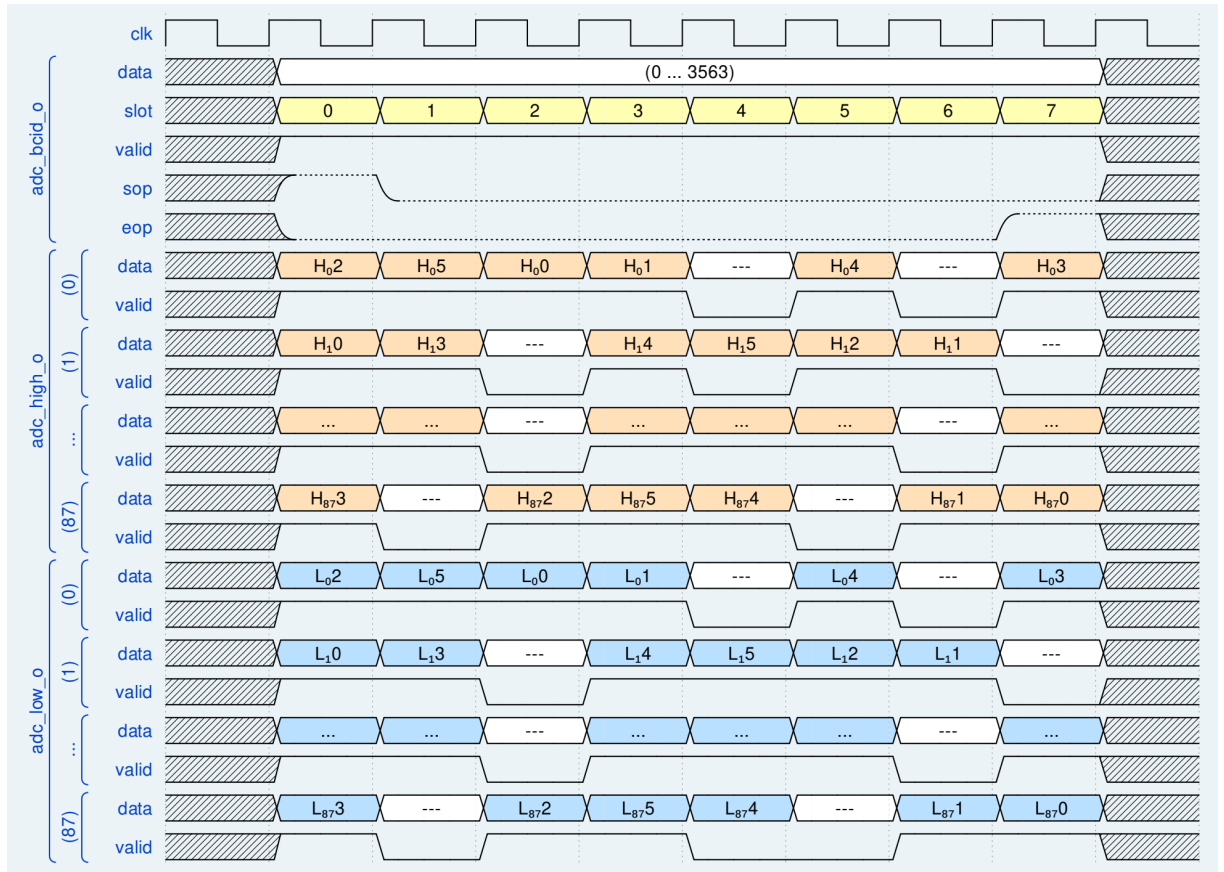 clk
adc_bcid_o
data (0 ... 3563)
slot 0 1 2 3 4 5 6 7
valid
sop
eop
adc_high_o
(0)
data H₀2 H₀5 H₀0 H₀1 --- H₀4 --- H₀3
valid
(1)
data H₁0 H₁3 --- H₁4 H₁5 H₁2 H₁1 ---
valid
...
data ... ... --- ... ... ... --- ...
valid
(87)
data H₈₇3 --- H₈₇2 H₈₇5 H₈₇4 --- H₈₇1 H₈₇0
valid
adc_low_o
(0)
data L₀2 L₀5 L₀0 L₀1 --- L₀4 --- L₀3
valid
(1)
data L₁0 L₁3 --- L₁4 L₁5 L₁2 L₁1 ---
valid
...
data ... ... --- ... ... ... --- ...
valid
(87)
data L₈₇3 --- L₈₇2 L₈₇5 L₈₇4 --- L₈₇1 L₈₇0
valid